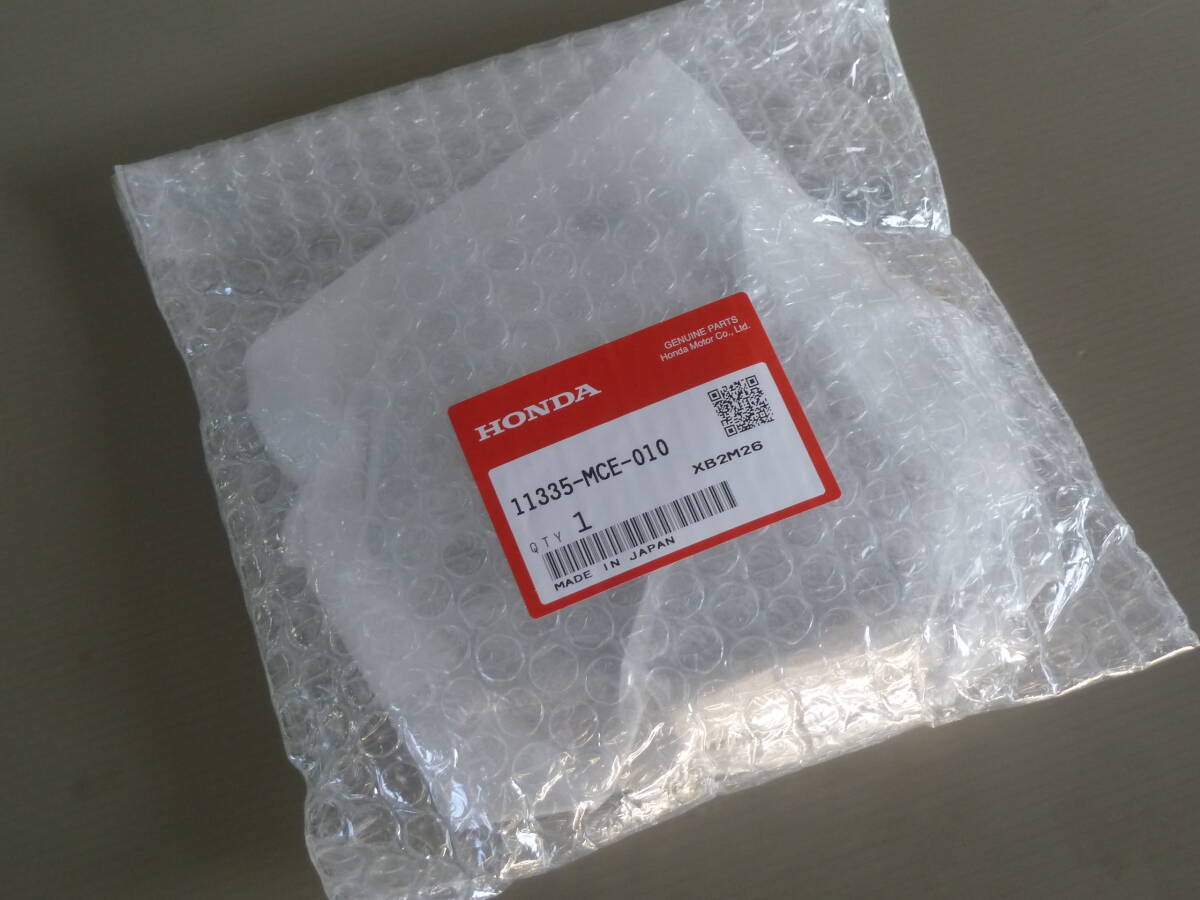 GENUINE PARTS
Honda Motor Co., Ltd.
HONDA
11335-MCE-010
XB2M26
QTY 1
MADE IN JAPAN